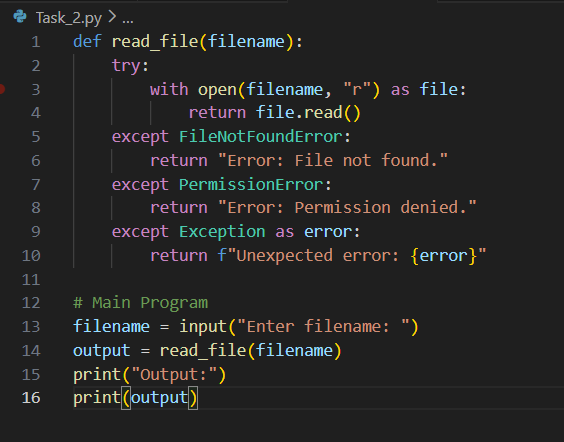 Task_2.py > ...
1 def read_file(filename):
2     try:
3         with open(filename, "r") as file:
4             return file.read()
5     except FileNotFoundError:
6         return "Error: File not found."
7     except PermissionError:
8         return "Error: Permission denied."
9     except Exception as error:
10         return f"Unexpected error: {error}"
11
12 # Main Program
13 filename = input("Enter filename: ")
14 output = read_file(filename)
15 print("Output:")
16 print(output)